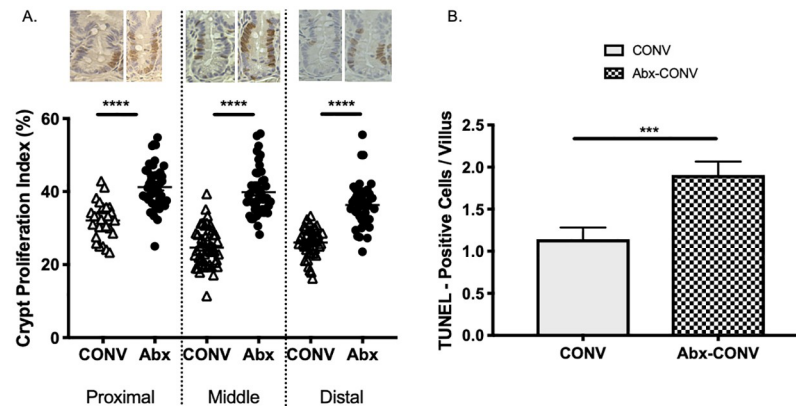 A.
**** **** ****
Crypt Proliferation Index (%)
60
40
20
0
CONV Abx CONV Abx CONV Abx
Proximal Middle Distal
B.
CONV
Abx-CONV
***
TUNEL - Positive Cells / Villus
2.5
2.0
1.5
1.0
0.5
0.0
CONV Abx-CONV